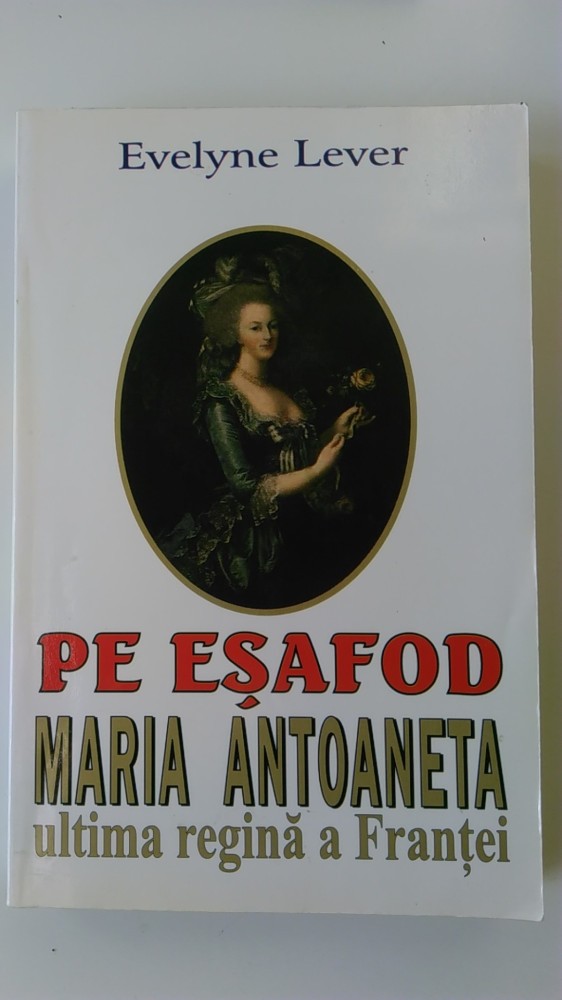 Evelyne Lever
PE EȘAFOD
MARIA ANTOANETA
ultima regină a Franței